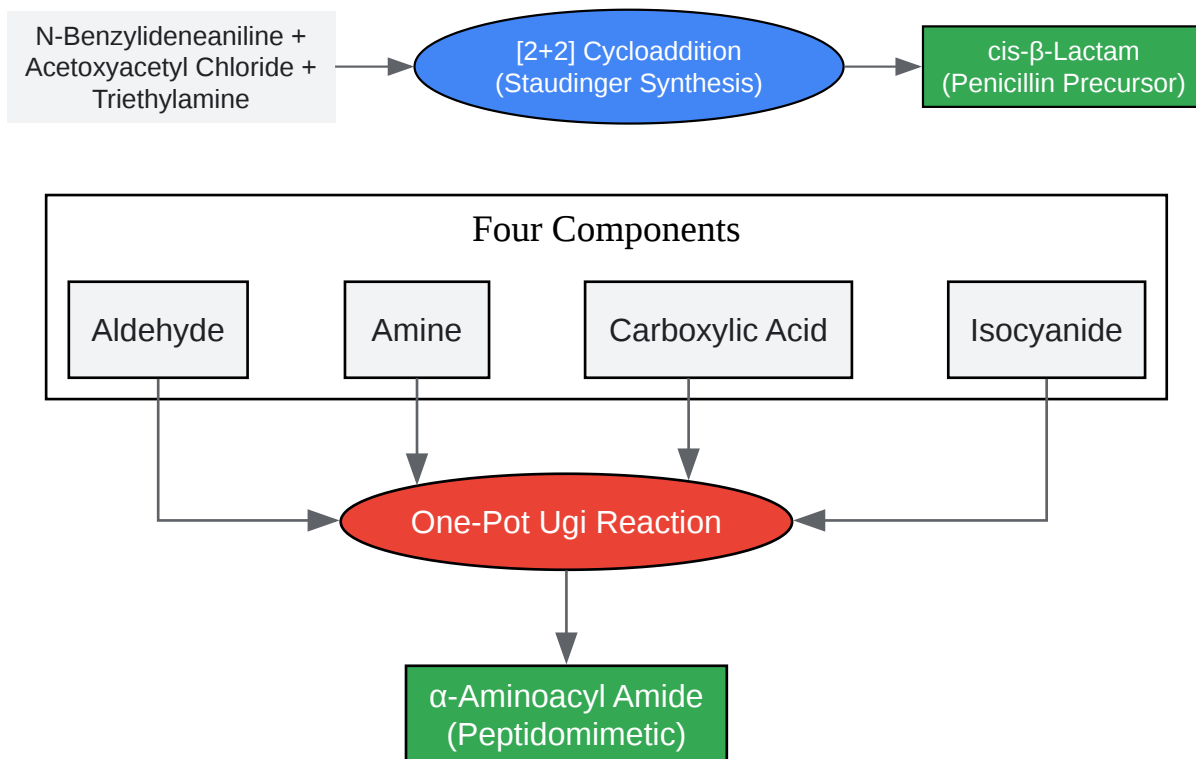 N-Benzylideneaniline +
Acetoxyacetyl Chloride +
Triethylamine
[2+2] Cycloaddition
(Staudinger Synthesis)
cis-β-Lactam
(Penicillin Precursor)
Four Components
Aldehyde
Amine
Carboxylic Acid
Isocyanide
One-Pot Ugi Reaction
α-Aminoacyl Amide
(Peptidomimetic)